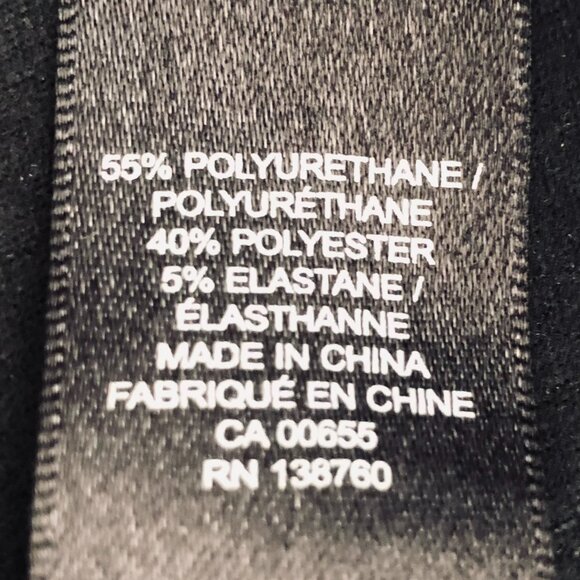 55% POLYURETHANE /
POLYURÉTHANE
40% POLYESTER
5% ELASTANE /
ÉLASTHANNE
MADE IN CHINA
FABRIQUÉ EN CHINE
CA 00655
RN 138760